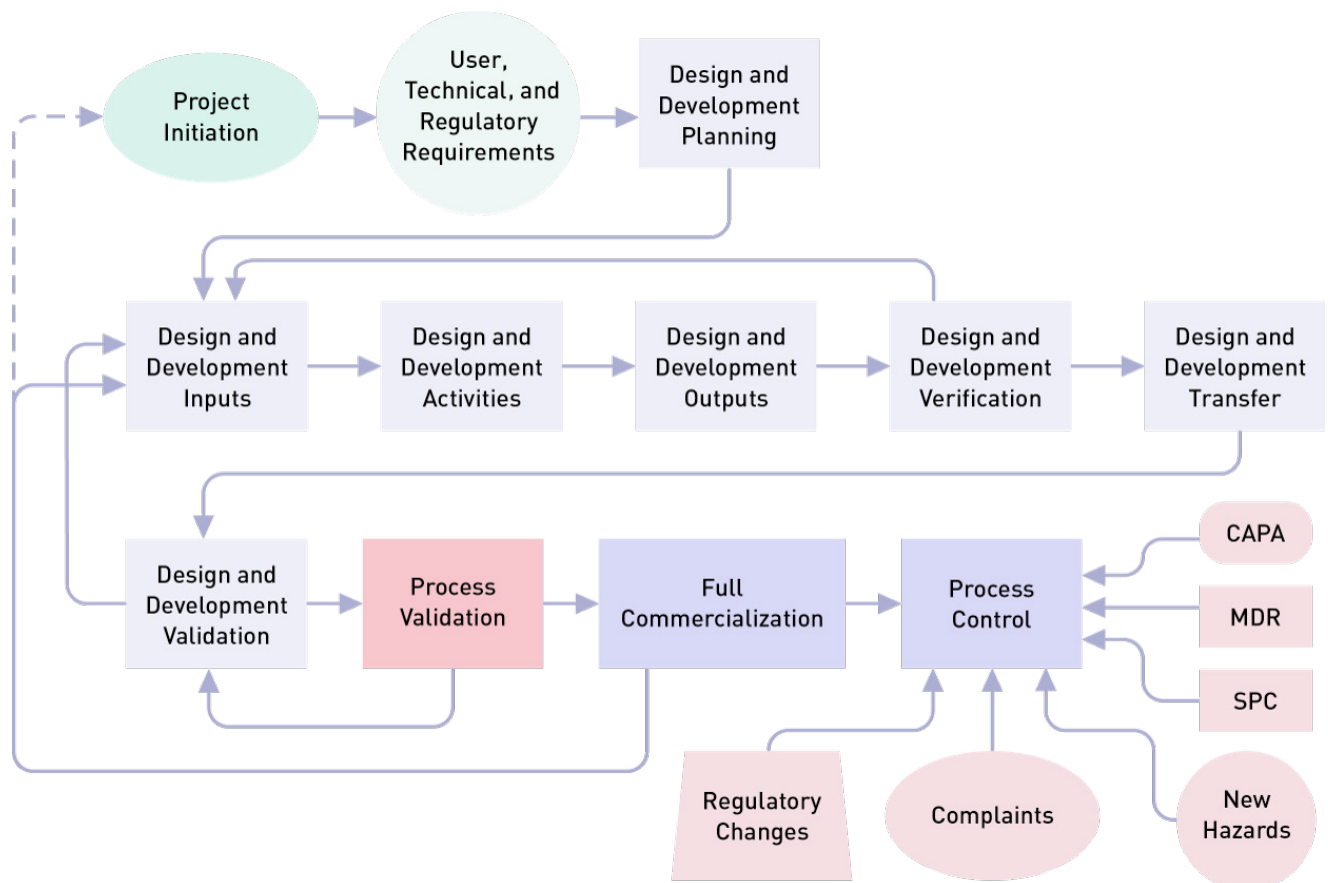 Project
Initiation
User,
Technical, and
Regulatory
Requirements
Design and
Development
Planning
Design and
Development
Inputs
Design and
Development
Activities
Design and
Development
Outputs
Design and
Development
Verification
Design and
Development
Transfer
Design and
Development
Validation
Process
Validation
Full
Commercialization
Process
Control
CAPA
MDR
SPC
Regulatory
Changes
Complaints
New
Hazards